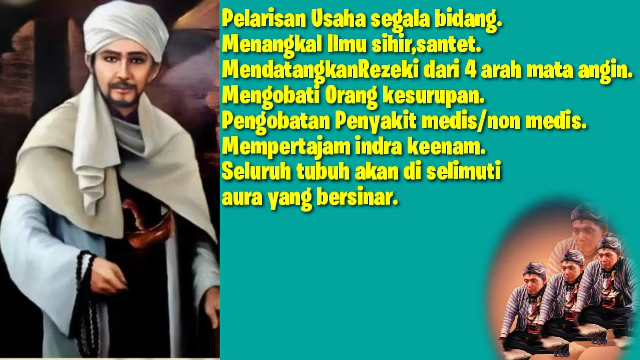 Pelarisan Usaha segala bidang.
Menangkal Ilmu sihir,santet.
MendatangkanRezeki dari 4 arah mata angin.
Mengobati Orang kesurupan.
Pengobatan Penyakit medis/non medis.
Mempertajam indra keenam.
Seluruh tubuh akan di selimuti
aura yang bersinar.